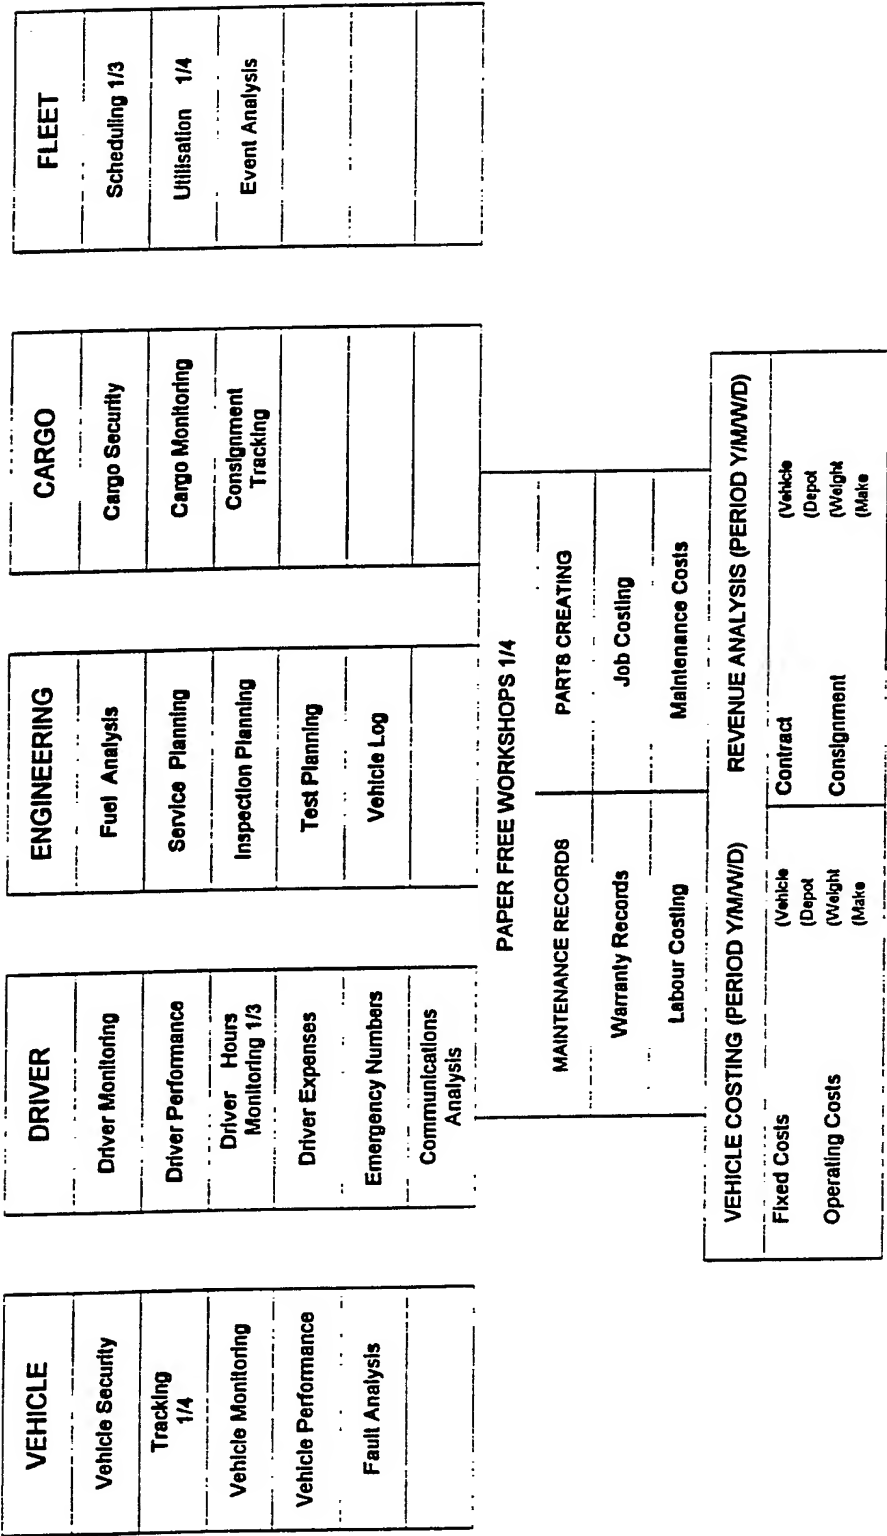 VEHICLE
Vehicle Security
Tracking
1/4
Vehicle Monitoring
Vehicle Performance
Fault Analysis
DRIVER
Driver Monitoring
Driver Performance
Driver Hours
Monitoring 1/3
Driver Expenses
Emergency Numbers
Communications
Analysis
ENGINEERING
Fuel Analysis
Service Planning
Inspection Planning
Test Planning
Vehicle Log
CARGO
Cargo Security
Cargo Monitoring
Consignment
Tracking
FLEET
Scheduling 1/3
Utilisation 1/4
Event Analysis
PAPER FREE WORKSHOPS 1/4
MAINTENANCE RECORDS
PARTS CREATING
Warranty Records
Job Costing
Labour Costing
Maintenance Costs
VEHICLE COSTING (PERIOD Y/M/W/D)
REVENUE ANALYSIS (PERIOD Y/M/W/D)
Fixed Costs
(Vehicle
(Depot
Operating Costs
(Weight
(Make
Contract
(Vehicle
(Depot
Consignment
(Weight
(Make